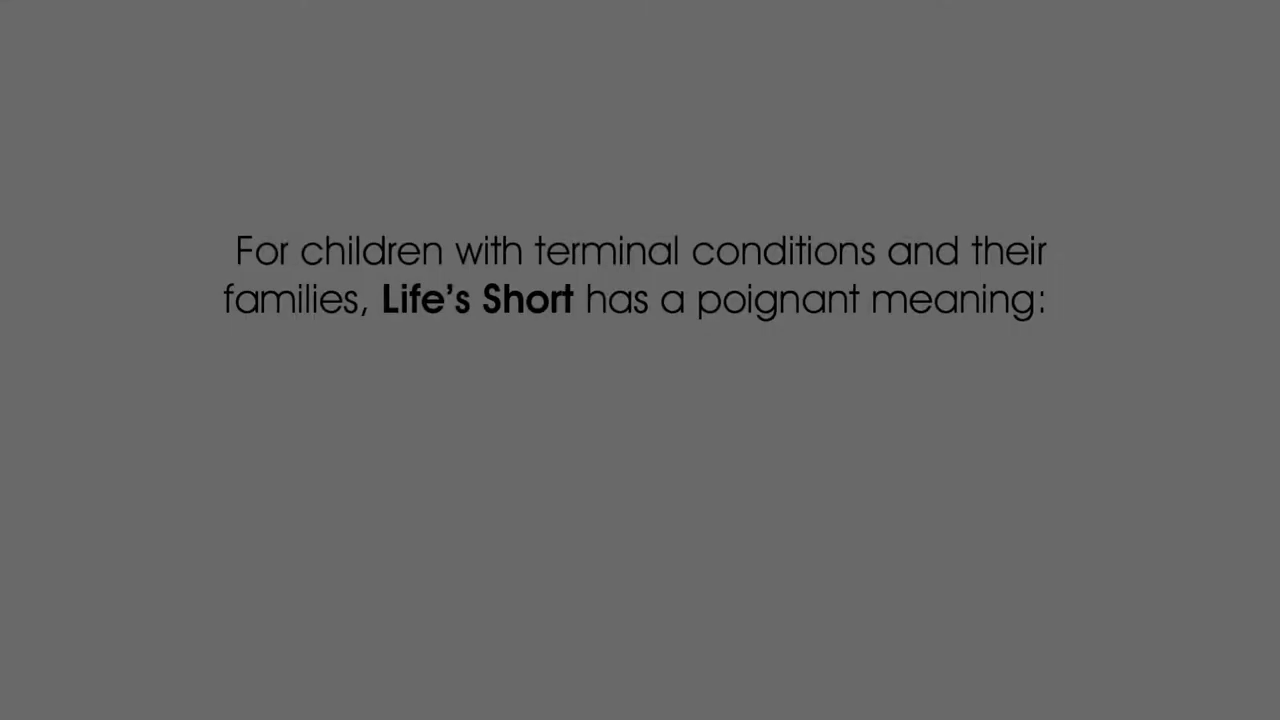 For children with terminal conditions and their
families, Life's Short has a poignant meaning: